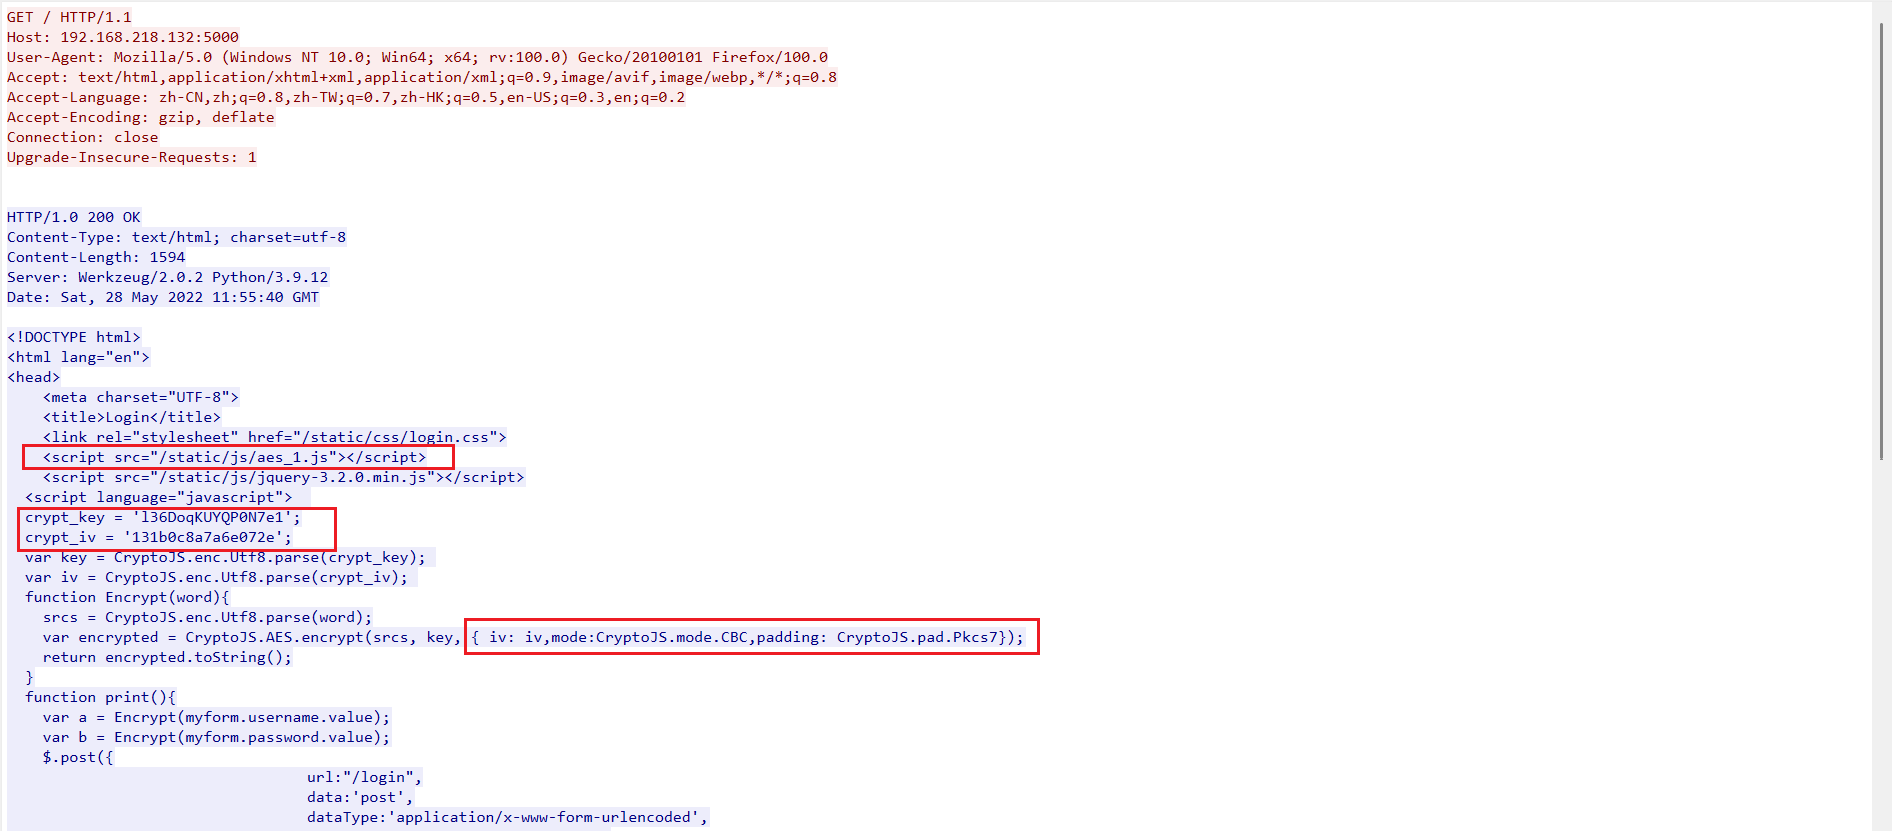 GET / HTTP/1.1
Host: 192.168.218.132:5000
User-Agent: Mozilla/5.0 (Windows NT 10.0; Win64; x64; rv:100.0) Gecko/20100101 Firefox/100.0
Accept: text/html,application/xhtml+xml,application/xml;q=0.9,image/avif,image/webp,*/*;q=0.8
Accept-Language: zh-CN,zh;q=0.8,zh-TW;q=0.7,zh-HK;q=0.5,en-US;q=0.3,en;q=0.2
Accept-Encoding: gzip, deflate
Connection: close
Upgrade-Insecure-Requests: 1
HTTP/1.0 200 OK
Content-Type: text/html; charset=utf-8
Content-Length: 1594
Server: Werkzeug/2.0.2 Python/3.9.12
Date: Sat, 28 May 2022 11:55:40 GMT
<!DOCTYPE html>
<html lang="en">
<head>
<meta charset="UTF-8">
<title>Login</title>
<link rel="stylesheet" href="/static/css/login.css">
<script src="/static/js/aes_1.js"></script>
<script src="/static/js/jquery-3.2.0.min.js"></script>
<script language="javascript">
crypt_key = 'l36DoqKUYQP0N7e1';
crypt_iv = '131b0c8a7a6e072e';
var key = CryptoJS.enc.Utf8.parse(crypt_key);
var iv = CryptoJS.enc.Utf8.parse(crypt_iv);
function Encrypt(word){
srcs = CryptoJS.enc.Utf8.parse(word);
var encrypted = CryptoJS.AES.encrypt(srcs, key, { iv: iv,mode:CryptoJS.mode.CBC,padding: CryptoJS.pad.Pkcs7});
return encrypted.toString();
}
function print(){
var a = Encrypt(myform.username.value);
var b = Encrypt(myform.password.value);
$.post({
url:"/login",
data:'post',
dataType:'application/x-www-form-urlencoded',